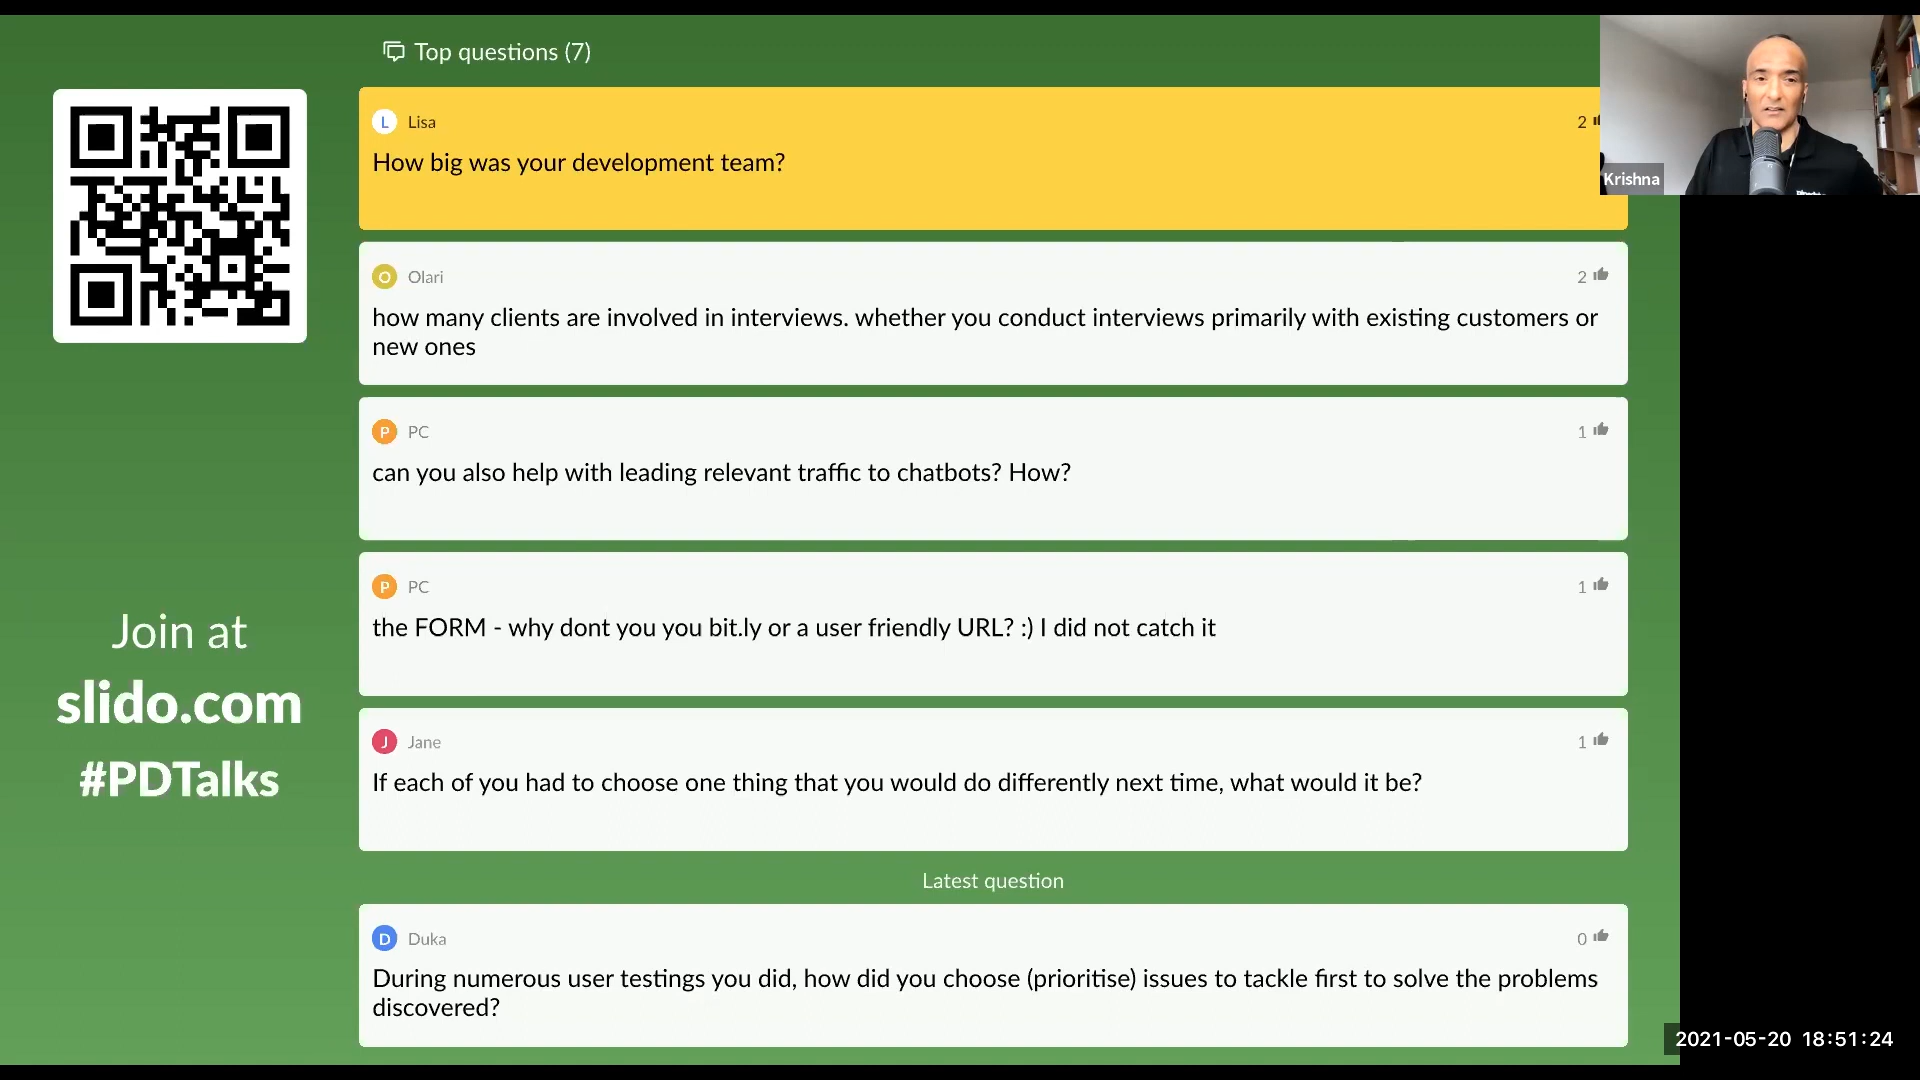 Top questions (7)
L Lisa 2
How big was your development team?
Krishna
O Olari 2
how many clients are involved in interviews. whether you conduct interviews primarily with existing customers or
new ones
P PC 1
can you also help with leading relevant traffic to chatbots? How?
P PC 1
the FORM - why dont you you bit.ly or a user friendly URL? :) I did not catch it
Join at
slido.com
#PDTalks
J Jane 1
If each of you had to choose one thing that you would do differently next time, what would it be?
Latest question
D Duka 0
During numerous user testings you did, how did you choose (prioritise) issues to tackle first to solve the problems
discovered?
2021-05-20 18:51:24